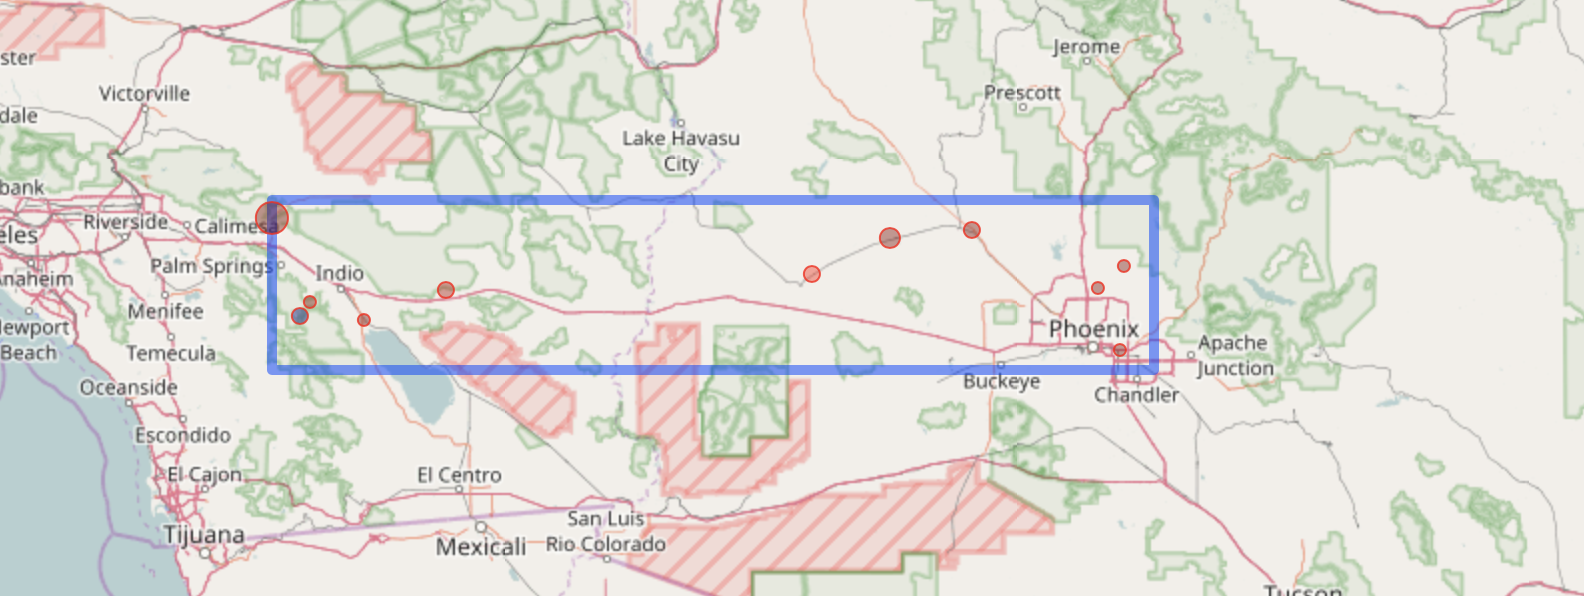 Jerome
ster
Victorville
Prescott
dale
Lake Havasu
City
bank
Riverside
Calimesa
eles
Palm Springs
Indio
Anaheim
Menifee
Newport
Beach
Phoenix
Temecula
Apache
Junction
Oceanside
Buckeye
Chandler
Escondido
El Cajon
El Centro
San Luis
Rio Colorado
Tijuana
Mexicali
Tucson